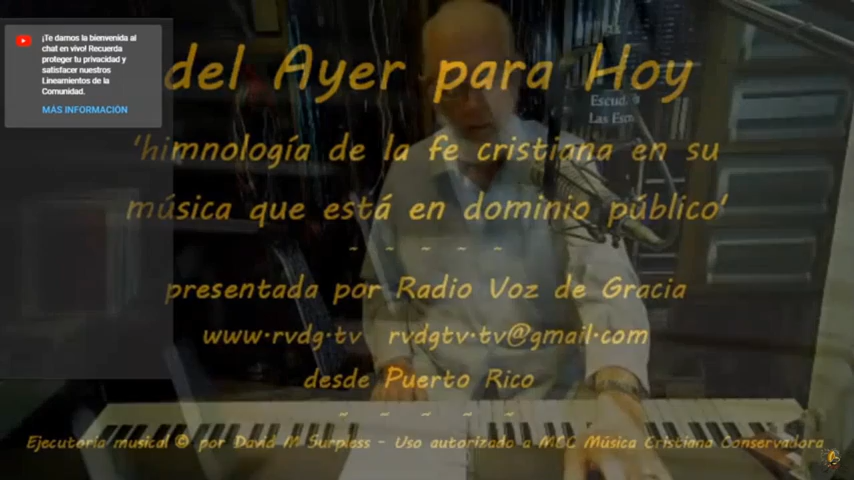 ¡Te damos la bienvenida al
chat en vivo! Recuerda
proteger tu privacidad y
satisfacer nuestros
Lineamientos de la
Comunidad.
MÁS INFORMACIÓN
del Ayer para Hoy
Escud
Las Esc
'himnología de la fe cristiana en su
música que está en dominio público'
~ ~ ~ ~ ~
presentada por Radio Voz de Gracia
www.rvdg.tv rvdgtv.tv@gmail.com
desde Puerto Rico
~ ~ ~ ~ ~
Ejecutoria musical © por David M Surpless - Uso autorizado a MCC Música Cristiana Conservadora